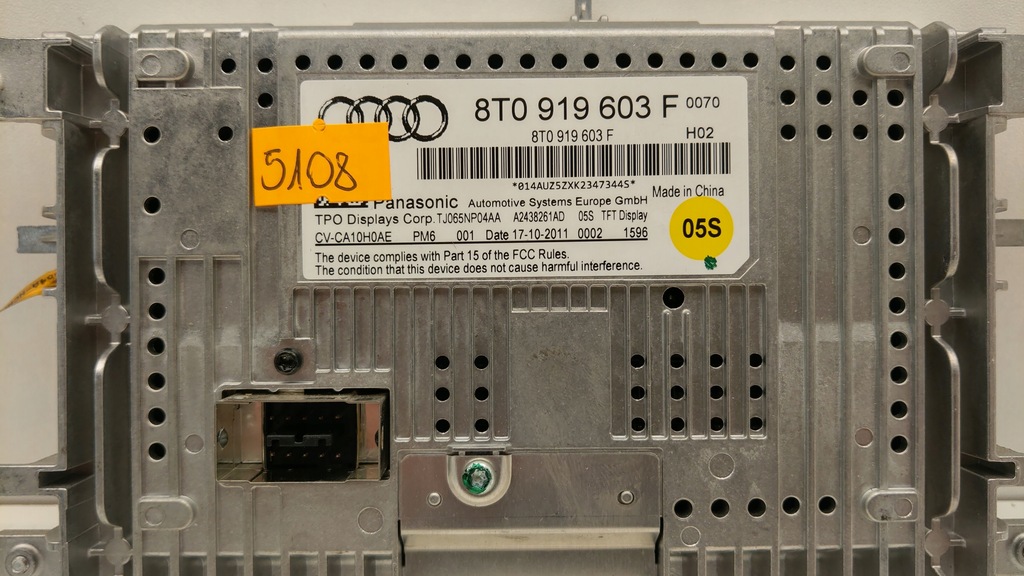 8T0 919 603 F 0070
8T0 919 603 F H02
5108
*014AUZ5ZXK2347344S*
Made in China
Panasonic Automotive Systems Europe GmbH
TPO Displays Corp. TJ065NP04AA A2438261AD 05S TFT Display
CV-CA10H0AE PM6 001 Date 17-10-2011 0002 1596
05S
The device complies with Part 15 of the FCC Rules.
The condition that this device does not cause harmful interference.